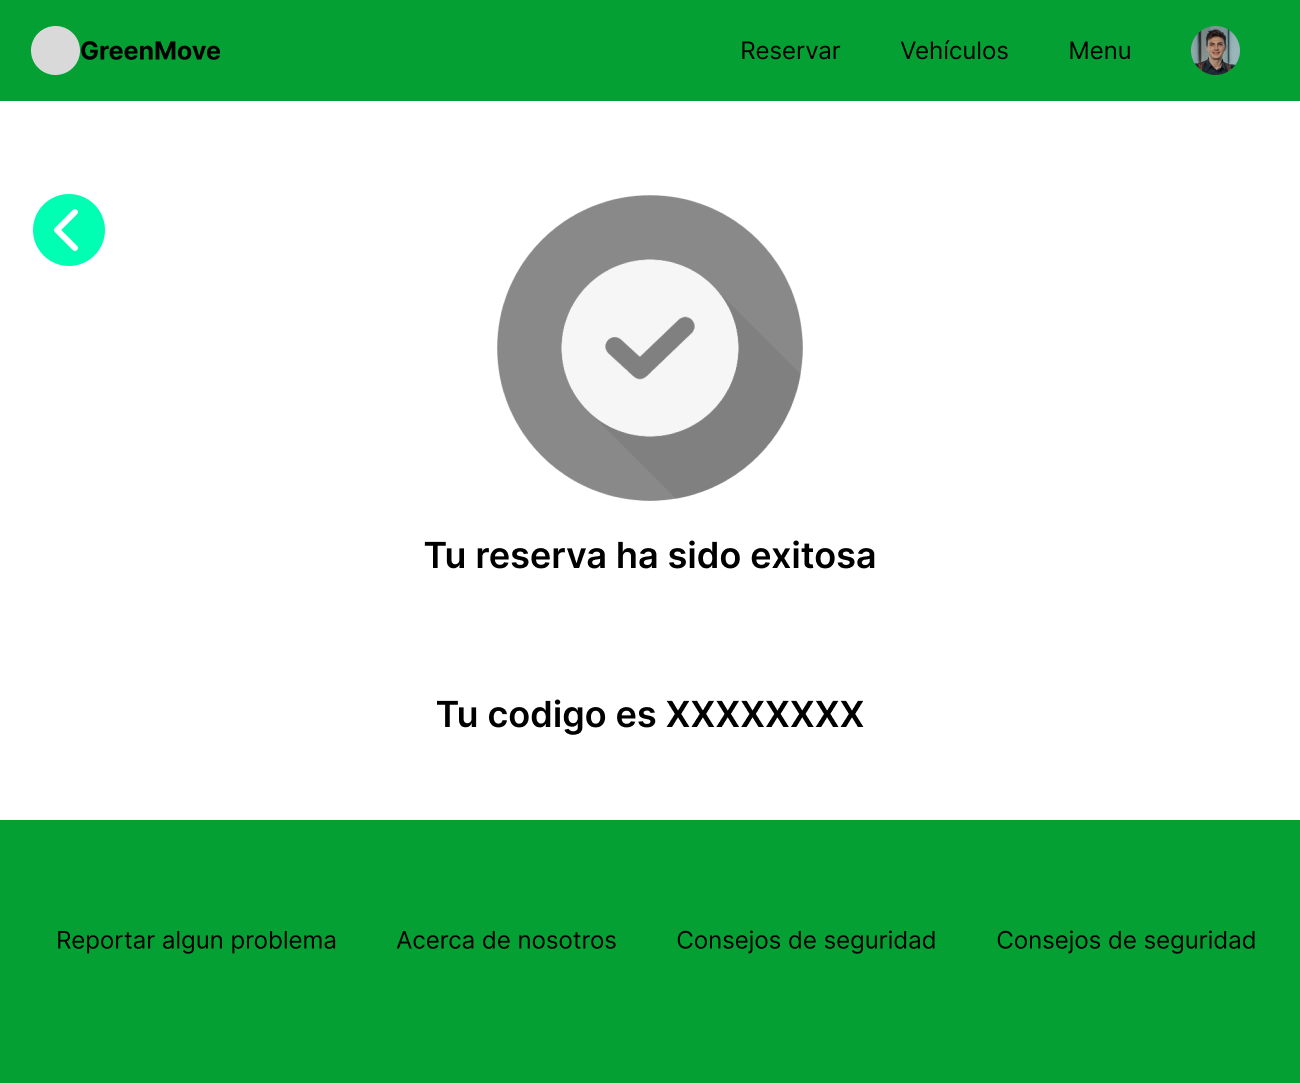 GreenMove
Reservar
Vehículos
Menu
Tu reserva ha sido exitosa
Tu codigo es XXXXXXXX
Reportar algun problema
Acerca de nosotros
Consejos de seguridad
Consejos de seguridad